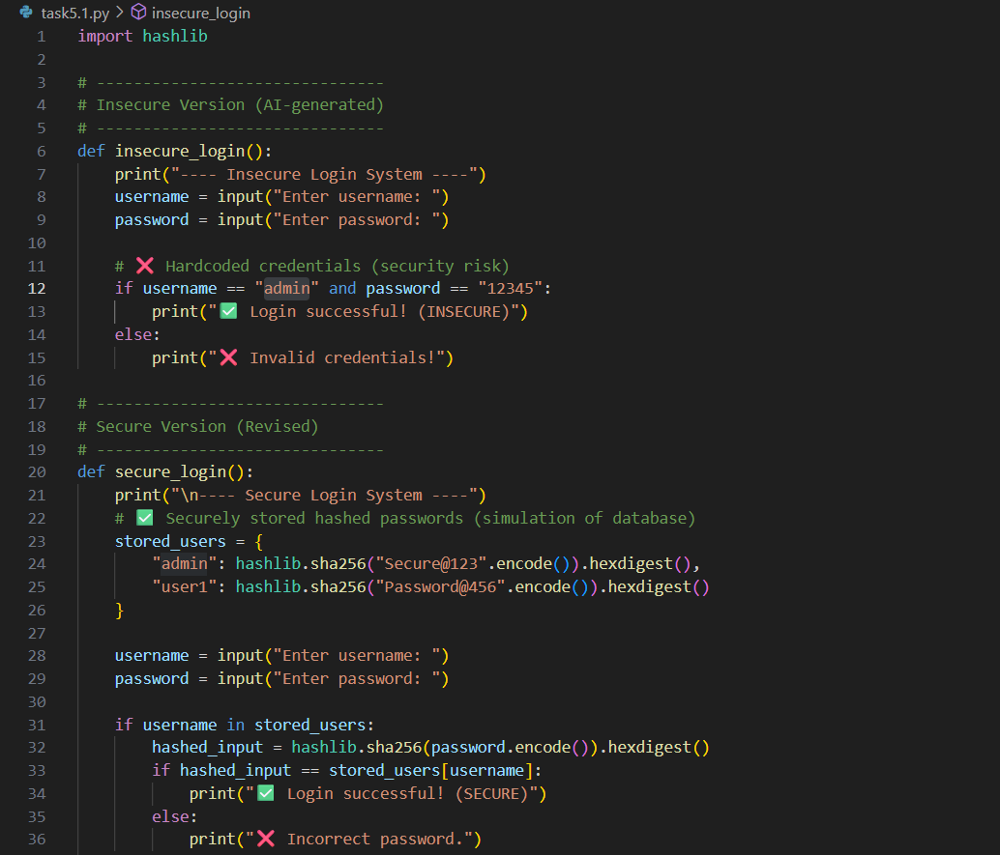 task5.1.py > insecure_login
1 import hashlib
2
3 # -------------------------------
4 # Insecure Version (AI-generated)
5 # -------------------------------
6 def insecure_login():
7     print("---- Insecure Login System ----")
8     username = input("Enter username: ")
9     password = input("Enter password: ")
10
11     # ❌ Hardcoded credentials (security risk)
12     if username == "admin" and password == "12345":
13         print("✅ Login successful! (INSECURE)")
14     else:
15         print("❌ Invalid credentials!")
16
17 # -------------------------------
18 # Secure Version (Revised)
19 # -------------------------------
20 def secure_login():
21     print("\n---- Secure Login System ----")
22     # ✅ Securely stored hashed passwords (simulation of database)
23     stored_users = {
24         "admin": hashlib.sha256("Secure@123".encode()).hexdigest(),
25         "user1": hashlib.sha256("Password@456".encode()).hexdigest()
26     }
27
28     username = input("Enter username: ")
29     password = input("Enter password: ")
30
31     if username in stored_users:
32         hashed_input = hashlib.sha256(password.encode()).hexdigest()
33         if hashed_input == stored_users[username]:
34             print("✅ Login successful! (SECURE)")
35         else:
36             print("❌ Incorrect password.")